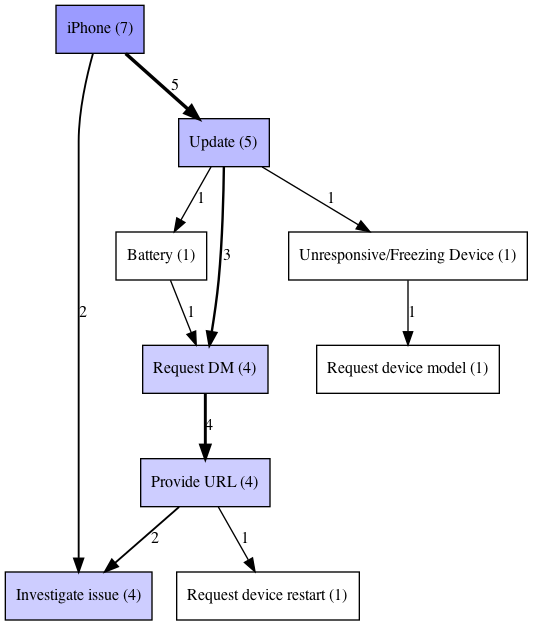 iPhone (7)
5
Update (5)
1
1
Battery (1)
3
Unresponsive/Freezing Device (1)
2
1
1
Request DM (4)
Request device model (1)
4
Provide URL (4)
2
1
Investigate issue (4)
Request device restart (1)